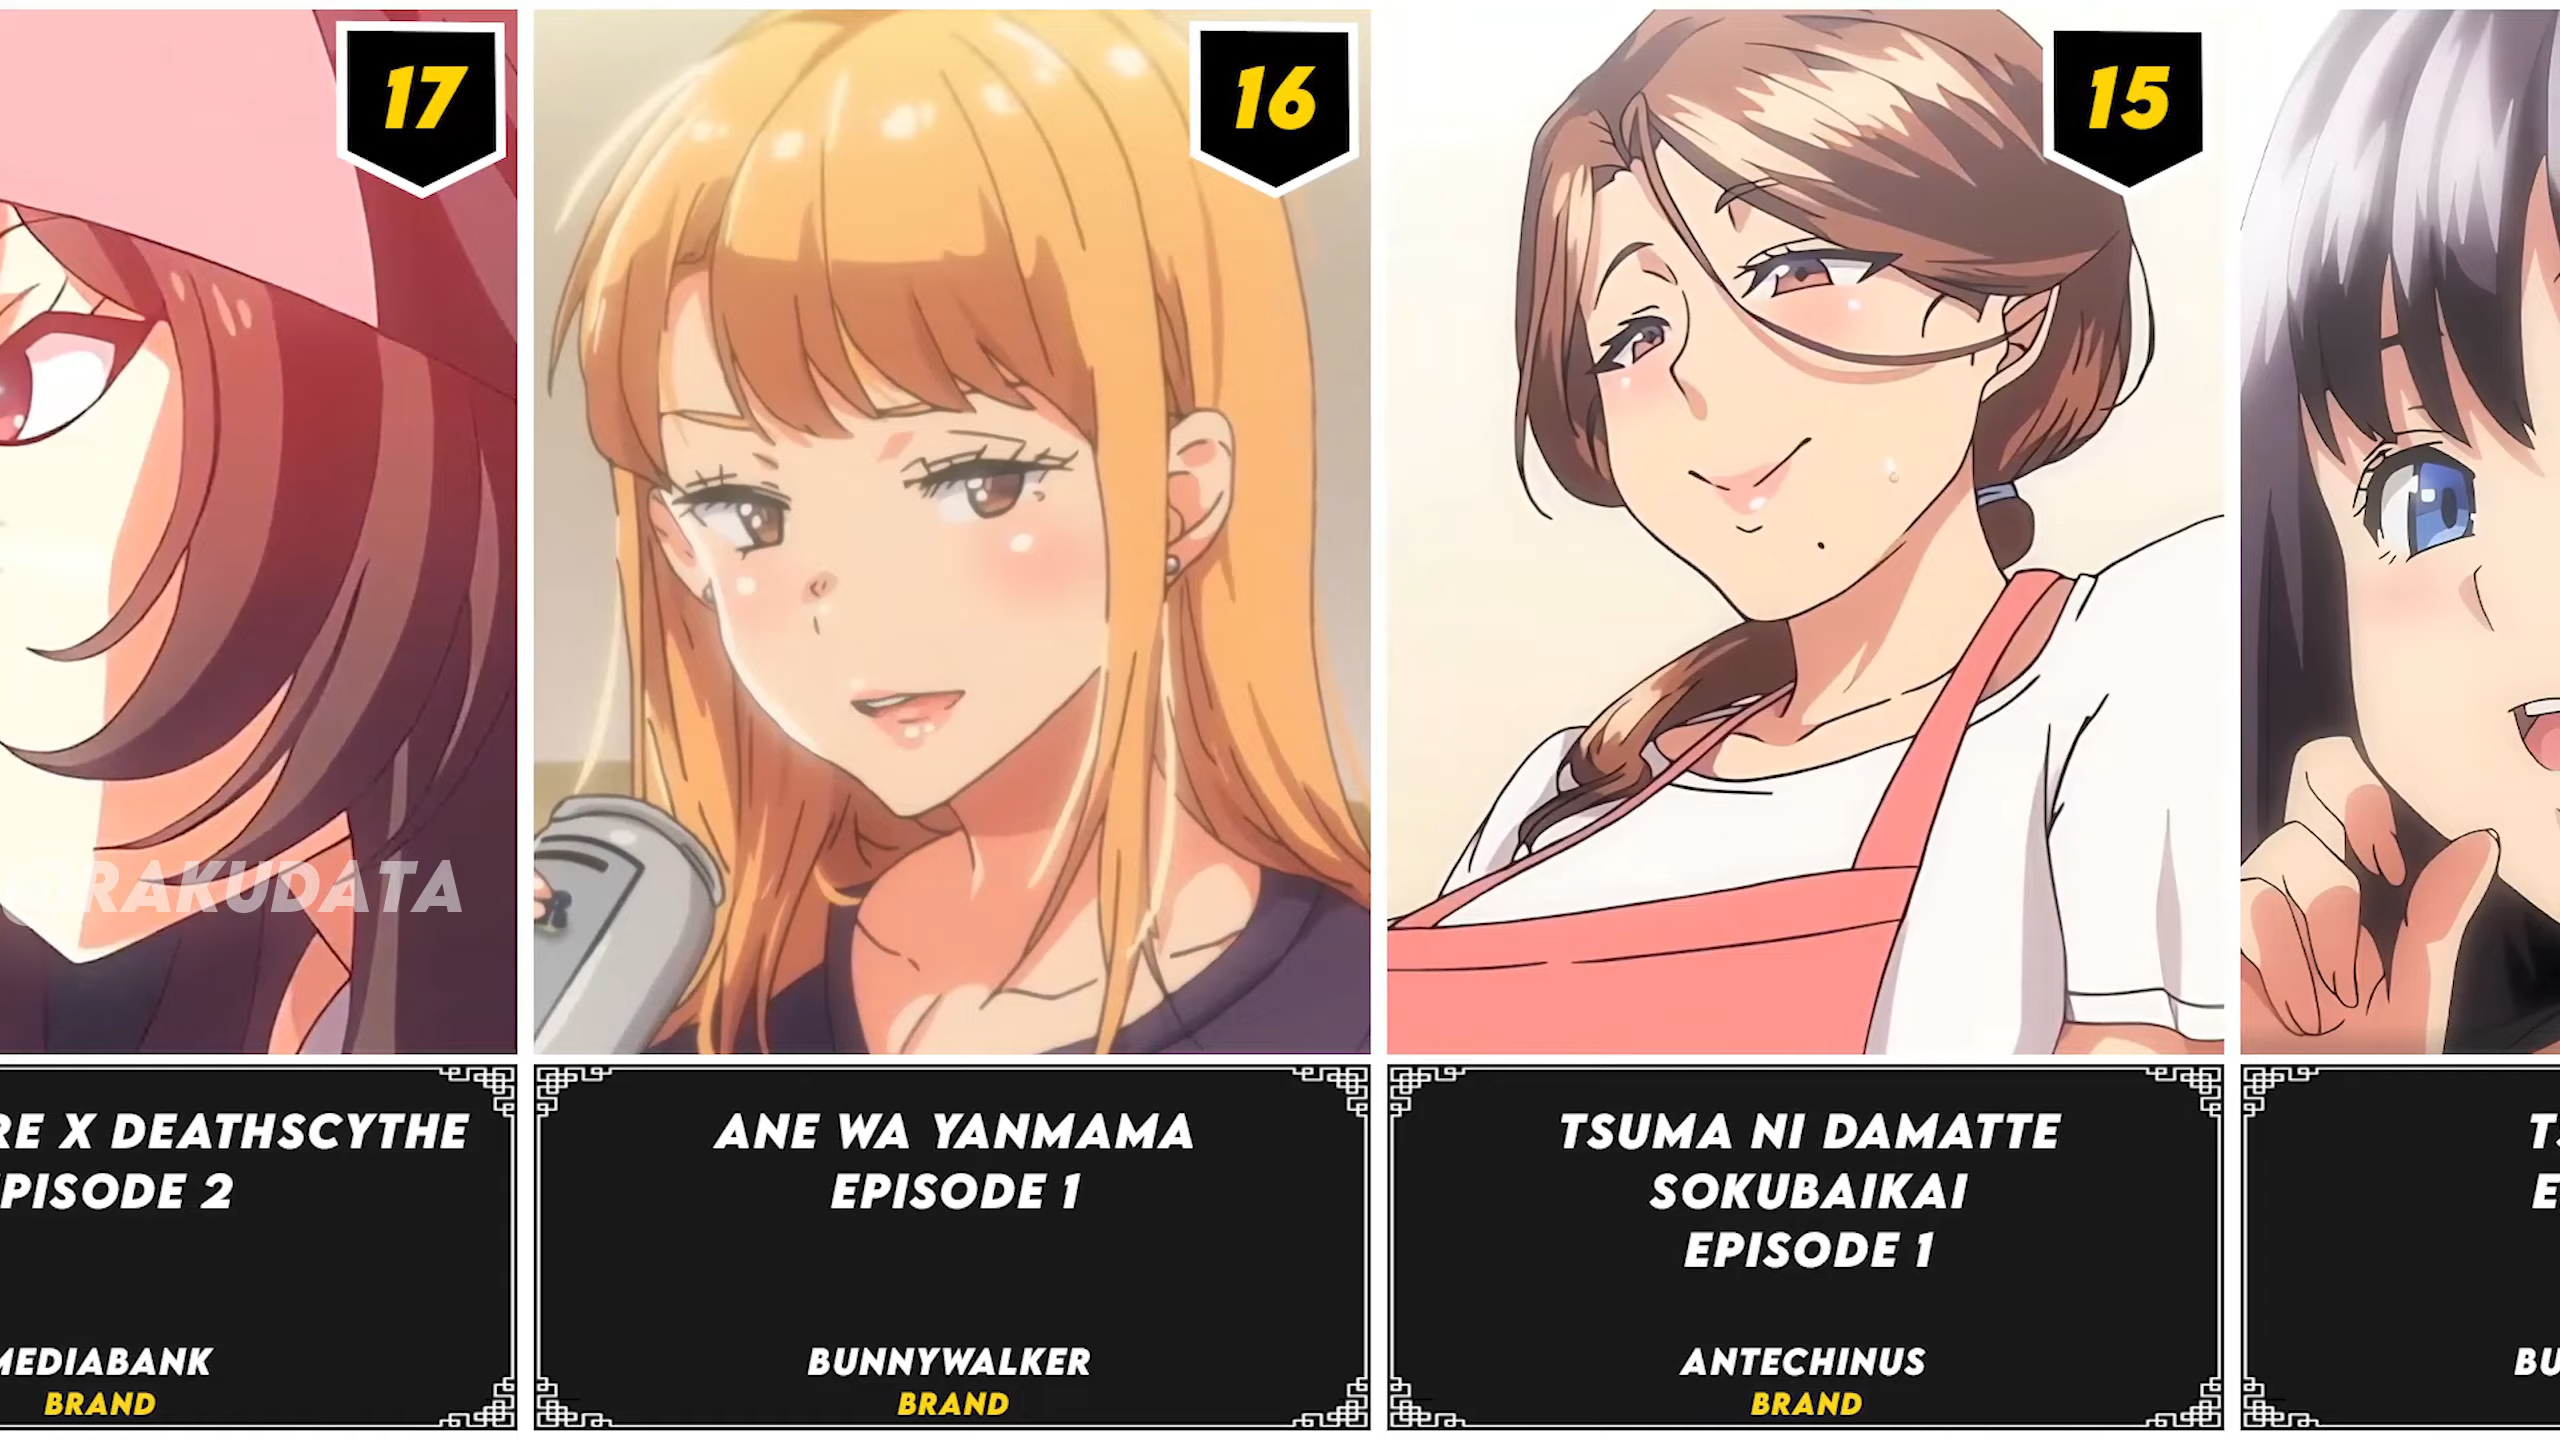 17
@RAKUDATA
RE X DEATHSCYTHE
EPISODE 2
MEDIABANK
BRAND
16
ANE WA YANMAMA
EPISODE 1
BUNNYWALKER
BRAND
15
TSUMA NI DAMATTE
SOKUBAIKAI
EPISODE 1
ANTECHINUS
BRAND